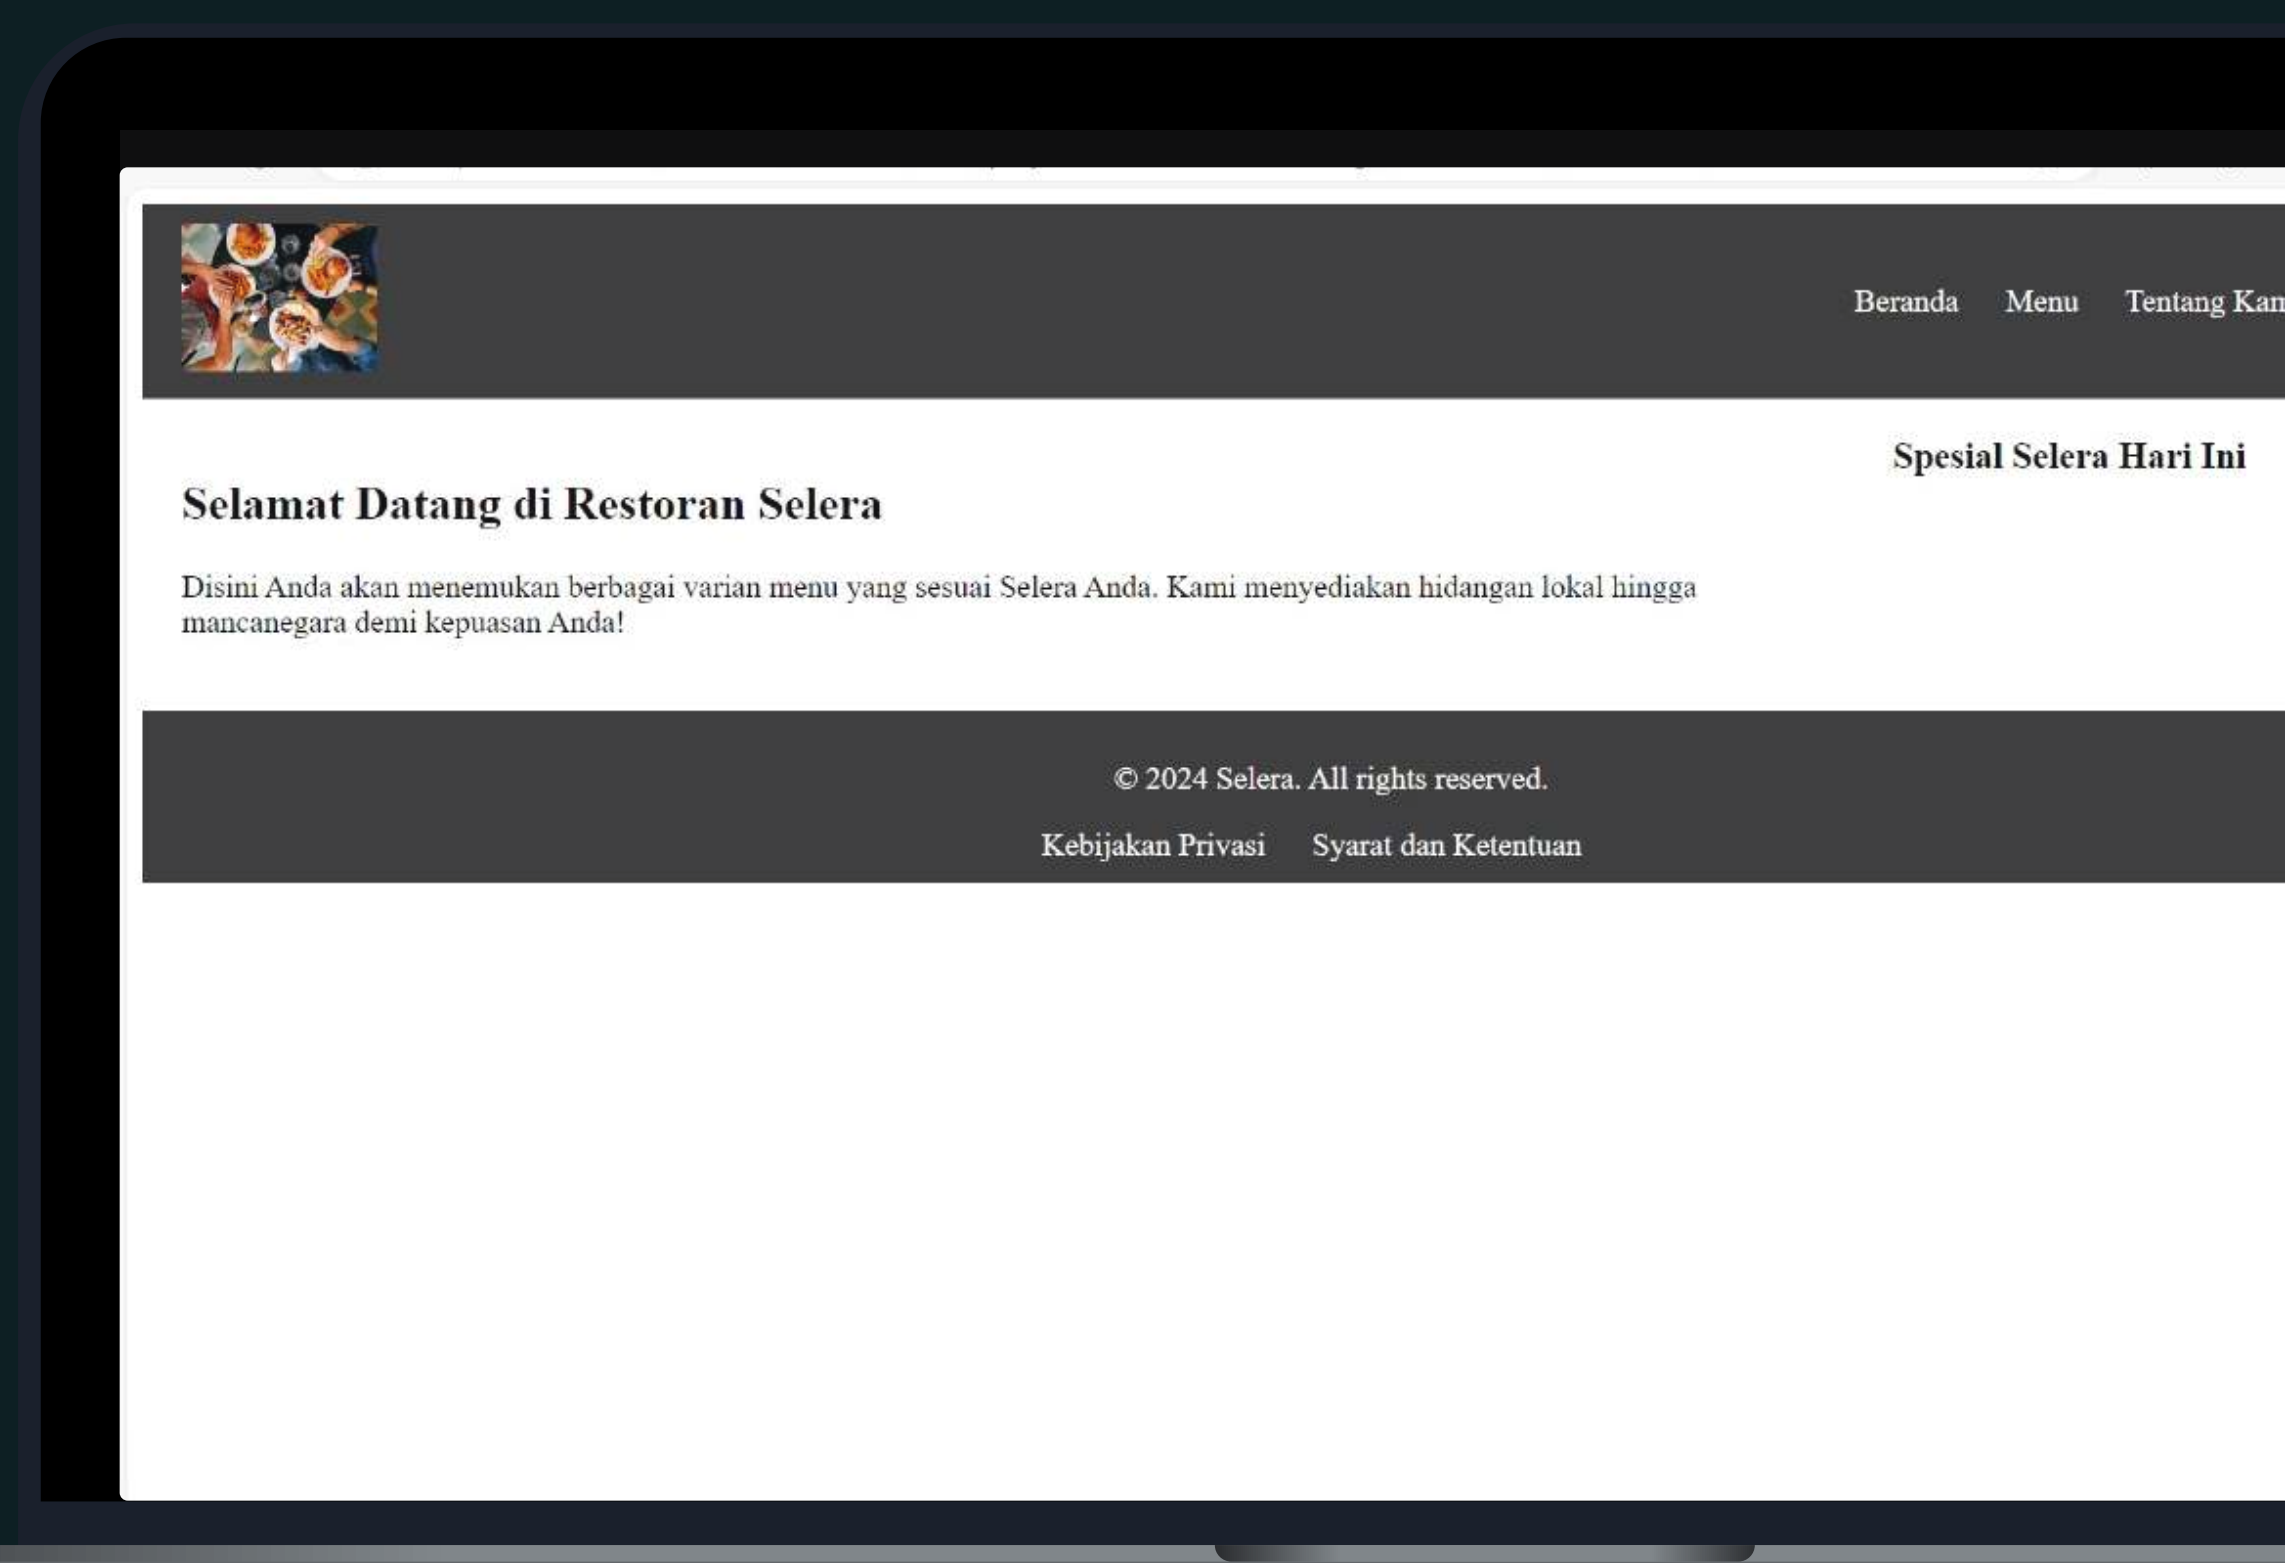 Beranda Menu Tentang Kam
Spesial Selera Hari Ini
Selamat Datang di Restoran Selera
Disini Anda akan menemukan berbagai varian menu yang sesuai Selera Anda. Kami menyediakan hidangan lokal hingga
mancanegara demi kepuasan Anda!
© 2024 Selera. All rights reserved.
Kebijakan Privasi Syarat dan Ketentuan